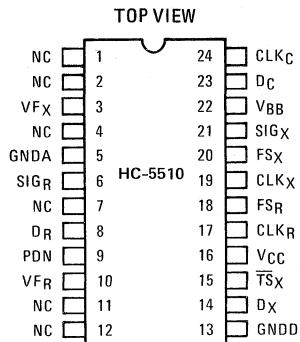 TOP VIEW
NC 1 24 CLKC
NC 2 23 DC
VFX 3 22 VBB
NC 4 21 SIGX
GNDA 5 20 FSX
HC-5510
SIGR 6 19 CLKX
NC 7 18 FSR
DR 8 17 CLKR
PDN 9 16 VCC
VFR 10 15 T̅S̅X
NC 11 14 DX
NC 12 13 GNDD